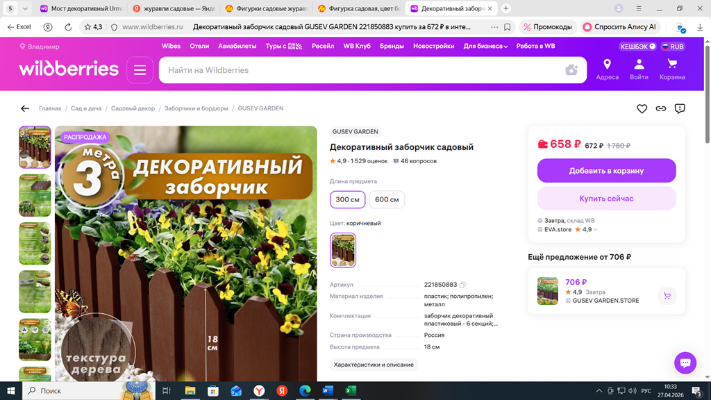 Excel
Мост декоративный Urm
журавли садовые — Янде
Фигурки садовые журав
Фигурка садовая, цвет б
Декоративный заборч
4,3
www.wildberries.ru
Декоративный заборчик садовый GUSEV GARDEN 221850883 купить за 672 ₽ в инте...
Промокоды
Спросить Алису AI
Владимир
Wibes
Отели
Авиабилеты
Туры с
Ресейл
WB Клуб
Бренды
Новостройки
Для бизнеса
Работа в WB
КЕШБЭК
RUB
wildberries
Найти на Wildberries
Адреса
Войти
Корзина
Главная / Сад и дача / Садовый декор / Заборчики и бордюры / GUSEV GARDEN
РАСПРОДАЖА
3 метра
ДЕКОРАТИВНЫЙ
заборчик
18
СМ
текстура
дерева
GUSEV GARDEN
Декоративный заборчик садовый
4,9 · 1 529 оценок
46 вопросов
Длина предмета
300 см
600 см
Цвет: коричневый
Артикул 221850883
Материал изделия пластик; полипропилен;
металл
Комплектация заборчик декоративный
пластиковый - 6 секций;...
Страна производства Россия
Высота предмета 18 см
Характеристики и описание
658 ₽ 672 ₽ 1 780 ₽
Добавить в корзину
Купить сейчас
Завтра, склад WB
EVA.store 4,9
Ещё предложение от 706 ₽
706 ₽
4,9 Завтра
GUSEV GARDEN.STORE
Поиск
РУС
10:33
27.04.2026